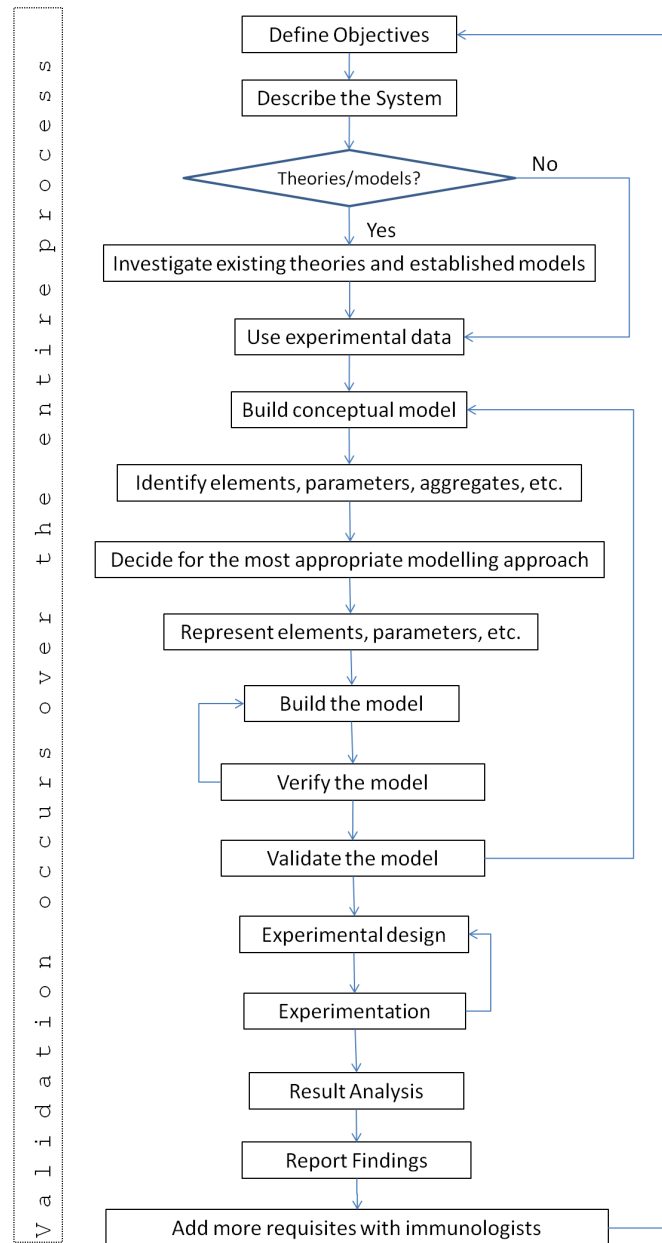 Define Objectives
Describe the System
Theories/models?
No
Yes
Investigate existing theories and established models
Use experimental data
Build conceptual model
Identify elements, parameters, aggregates, etc.
Decide for the most appropriate modelling approach
Represent elements, parameters, etc.
Build the model
Verify the model
Validate the model
Experimental design
Experimentation
Result Analysis
Report Findings
Add more requisites with immunologists
Validation occurs over the entire process